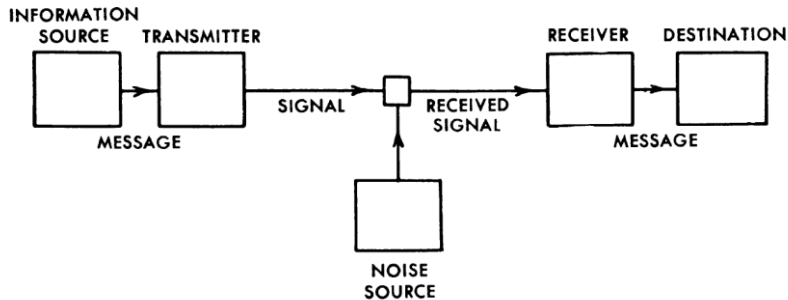 INFORMATION
SOURCE
TRANSMITTER
RECEIVER
DESTINATION
MESSAGE
SIGNAL
RECEIVED
SIGNAL
MESSAGE
NOISE
SOURCE